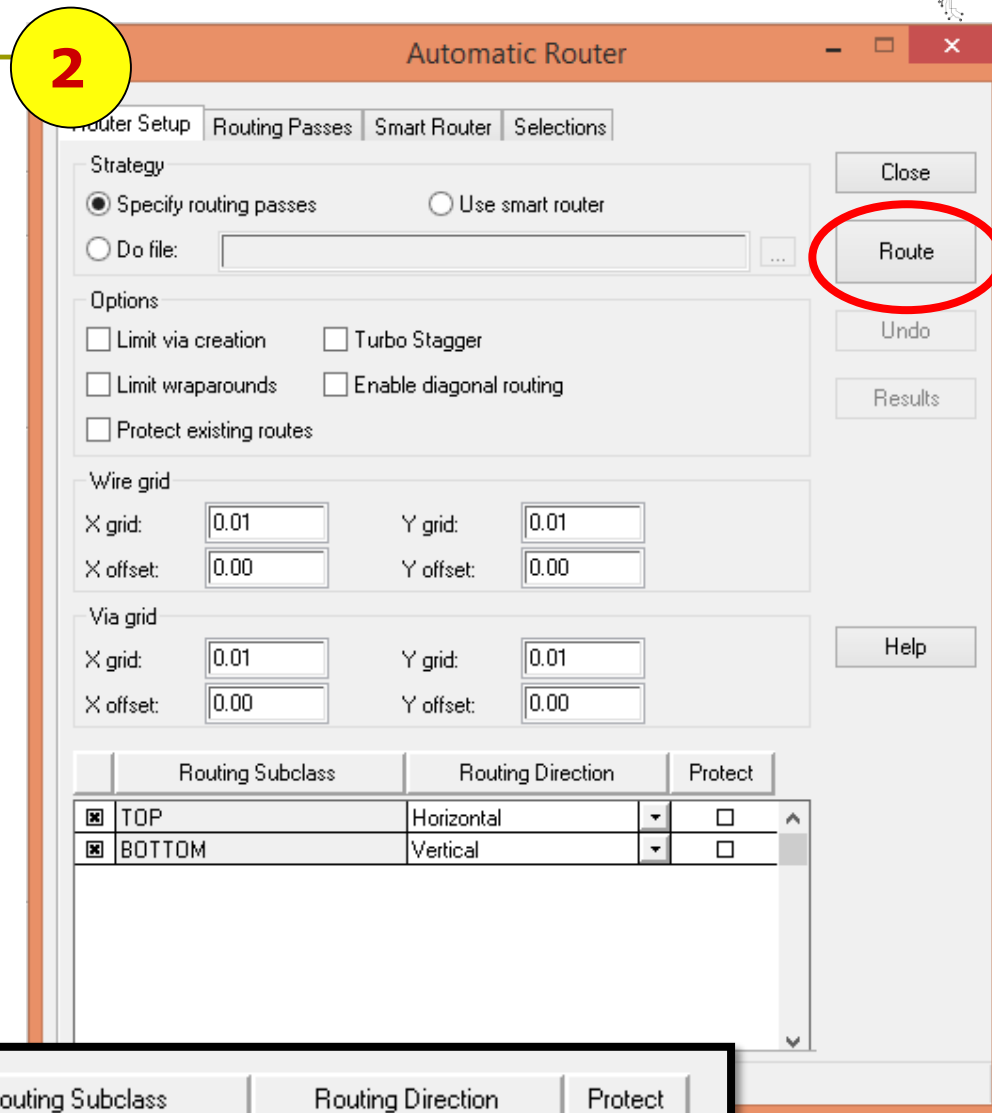 2
Automatic Router
Router Setup Routing Passes Smart Router Selections
Strategy
Specify routing passes Use smart router
Do file: ...
Close
Route
Options
Limit via creation Turbo Stagger
Undo
Limit wraparounds Enable diagonal routing
Results
Protect existing routes
Wire grid
X grid: 0.01 Y grid: 0.01
X offset: 0.00 Y offset: 0.00
Via grid
X grid: 0.01 Y grid: 0.01
Help
X offset: 0.00 Y offset: 0.00
Routing Subclass Routing Direction Protect
TOP Horizontal
BOTTOM Vertical
outing Subclass Routing Direction Protect